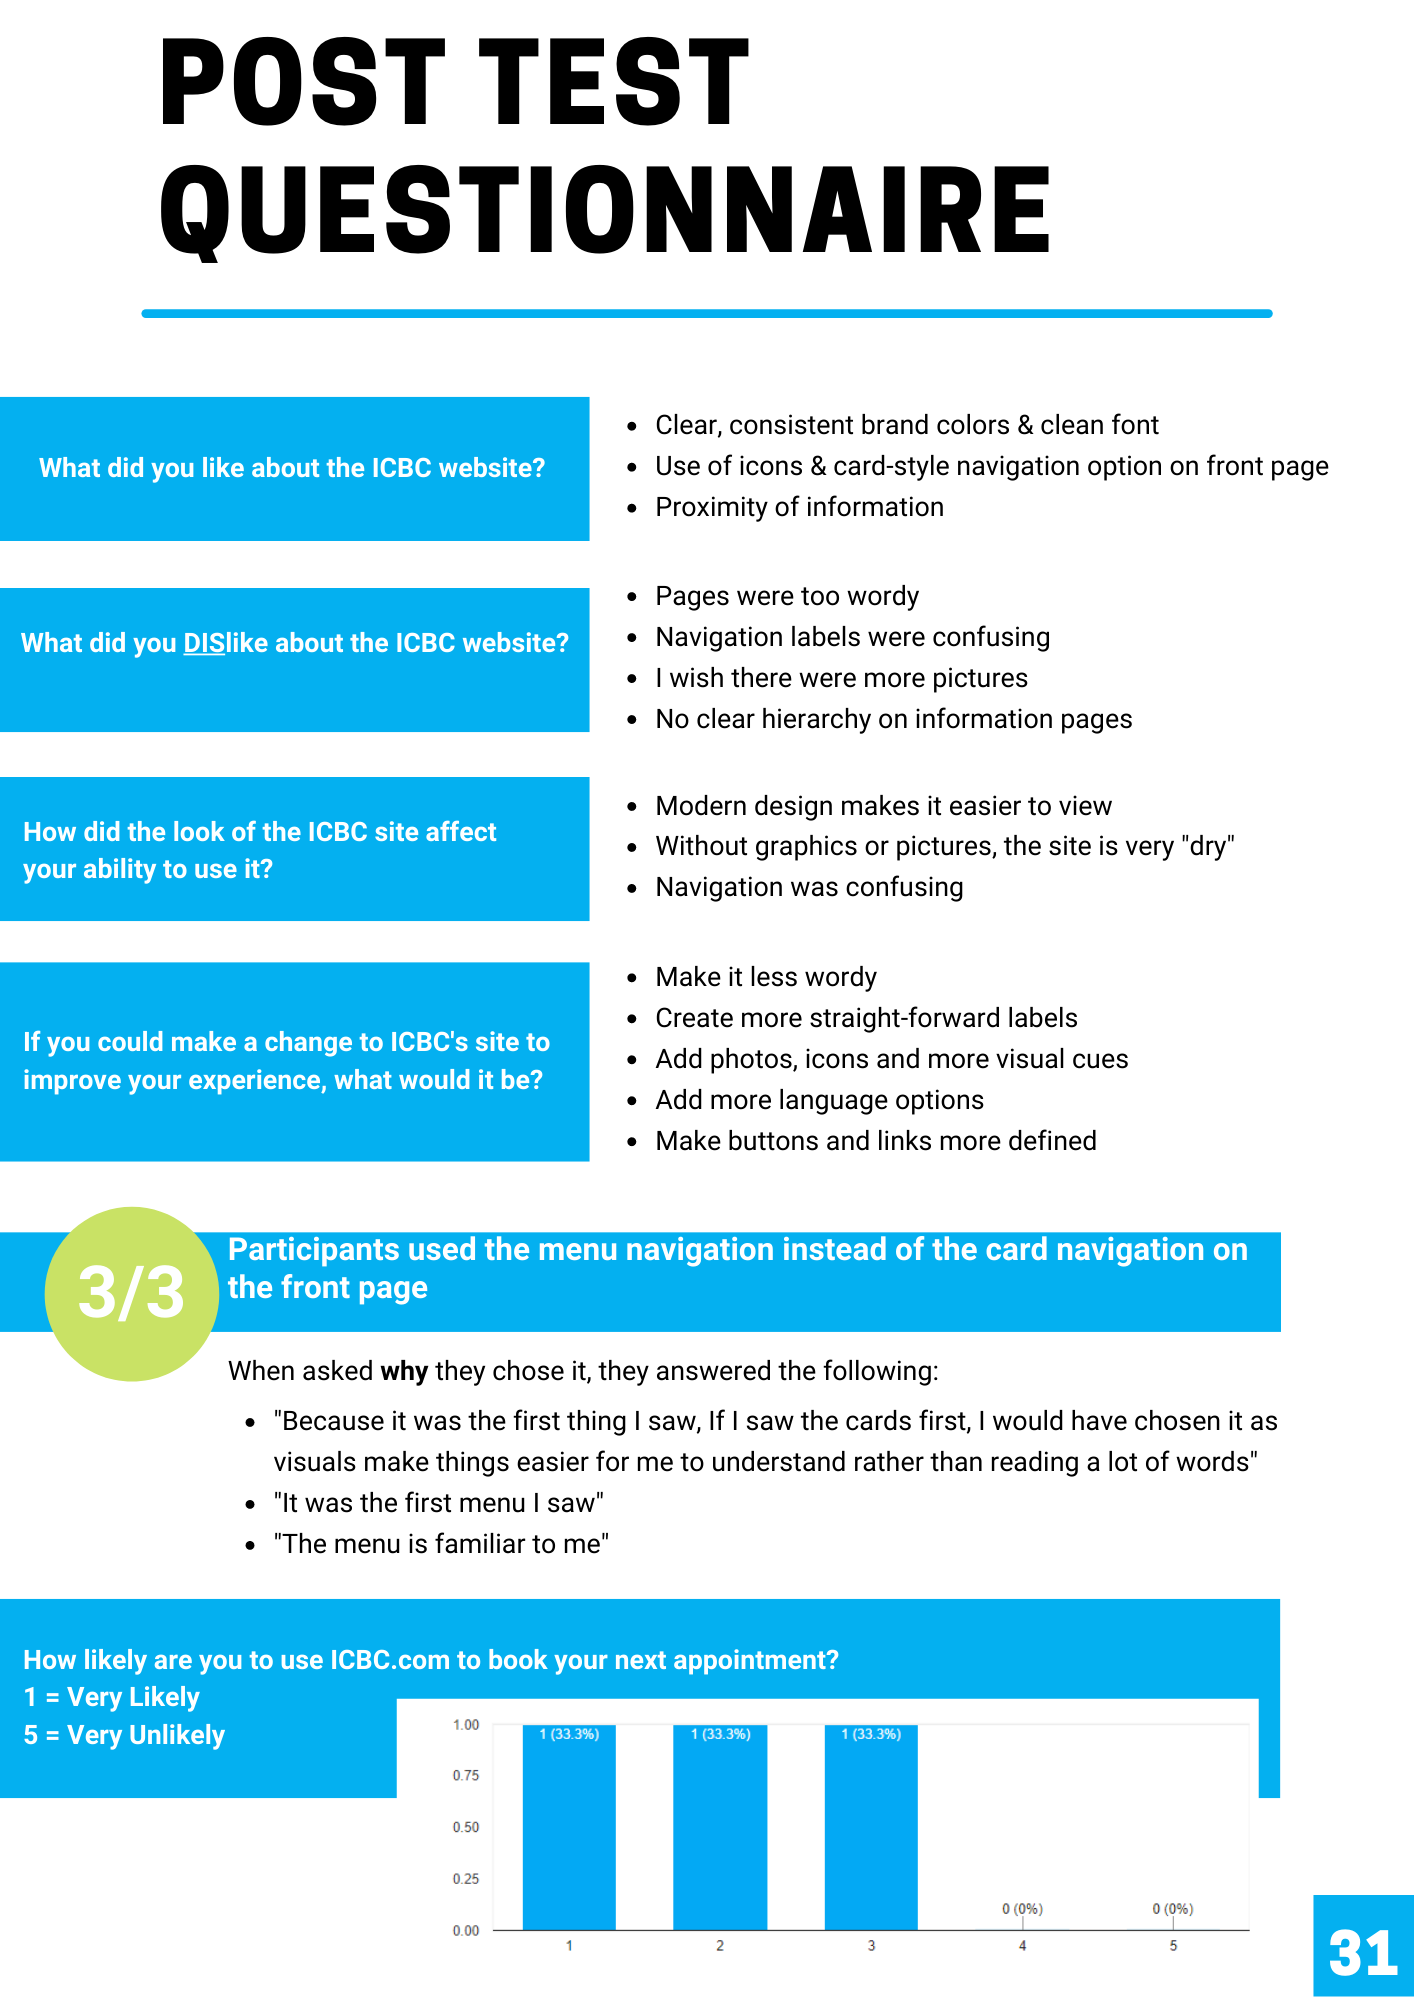 POST TEST
QUESTIONNAIRE
What did you like about the ICBC website?
• Clear, consistent brand colors & clean font
• Use of icons & card-style navigation option on front page
• Proximity of information
What did you DISlike about the ICBC website?
• Pages were too wordy
• Navigation labels were confusing
• I wish there were more pictures
• No clear hierarchy on information pages
How did the look of the ICBC site affect
your ability to use it?
• Modern design makes it easier to view
• Without graphics or pictures, the site is very "dry"
• Navigation was confusing
If you could make a change to ICBC's site to
improve your experience, what would it be?
• Make it less wordy
• Create more straight-forward labels
• Add photos, icons and more visual cues
• Add more language options
• Make buttons and links more defined
3/3
Participants used the menu navigation instead of the card navigation on
the front page
When asked why they chose it, they answered the following:
• "Because it was the first thing I saw, If I saw the cards first, I would have chosen it as
visuals make things easier for me to understand rather than reading a lot of words"
• "It was the first menu I saw"
• "The menu is familiar to me"
How likely are you to use ICBC.com to book your next appointment?
1 = Very Likely
5 = Very Unlikely
1.00
0.75
0.50
0.25
0.00
1 (33.3%) 1 (33.3%) 1 (33.3%) 0 (0%) 0 (0%)
1 2 3 4 5
31